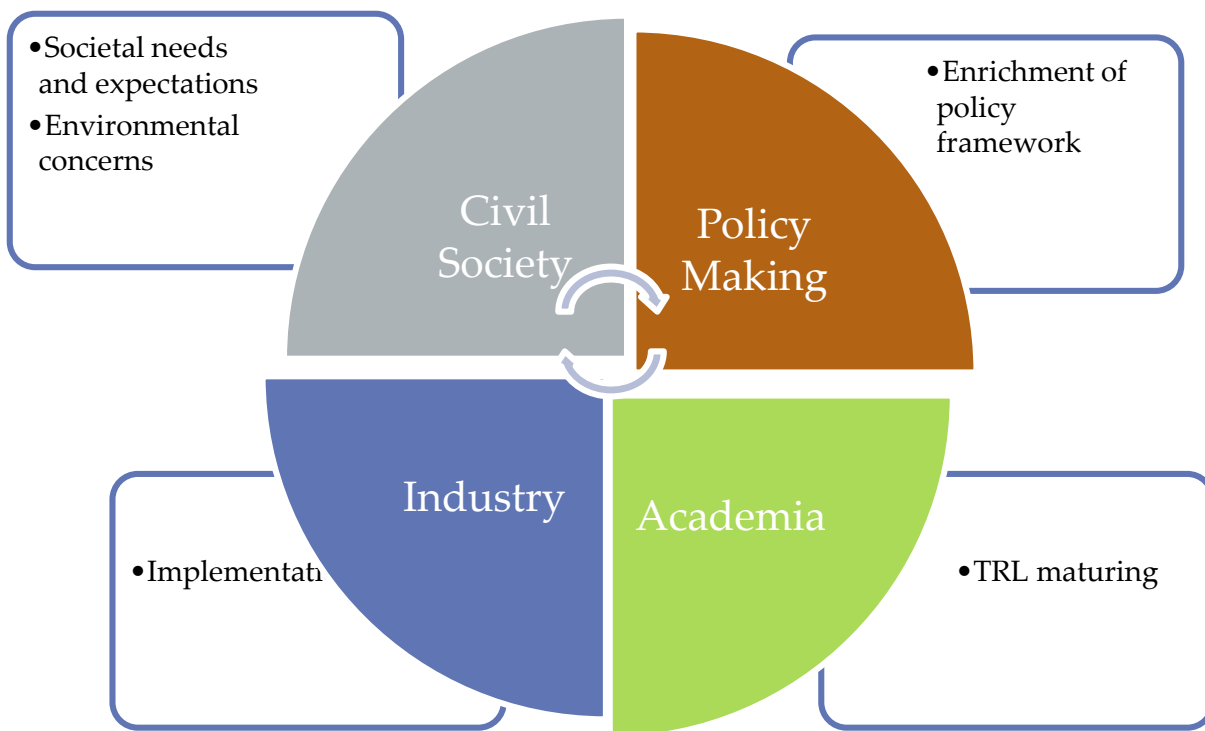 •Societal needs
and expectations
•Environmental
concerns
•Enrichment of
policy
framework
Civil
Society
Policy
Making
Industry
Academia
•Implementati
•TRL maturing